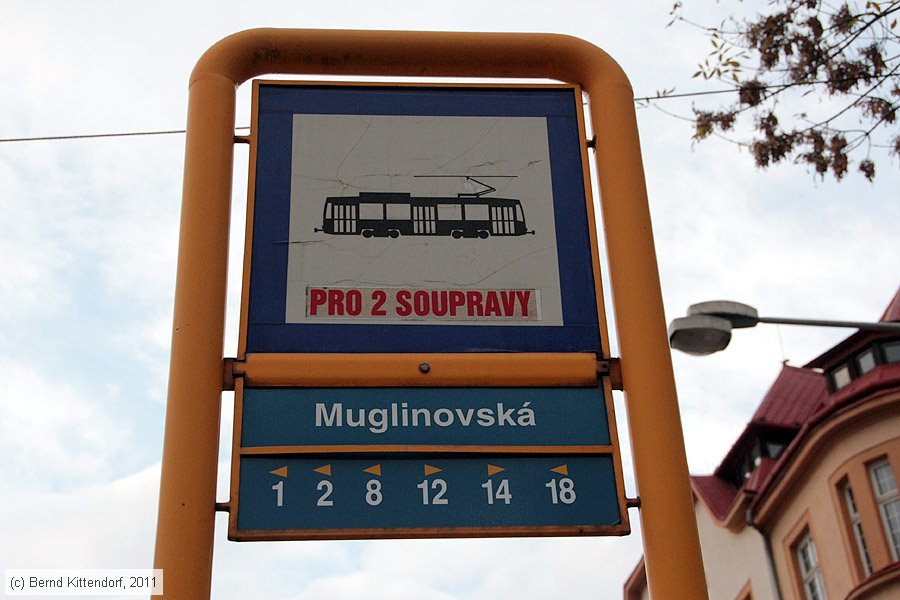 PRO 2 SOUPRAVY
Muglinovská
1 2 8 12 14 18
(c) Bernd Kittendorf, 2011